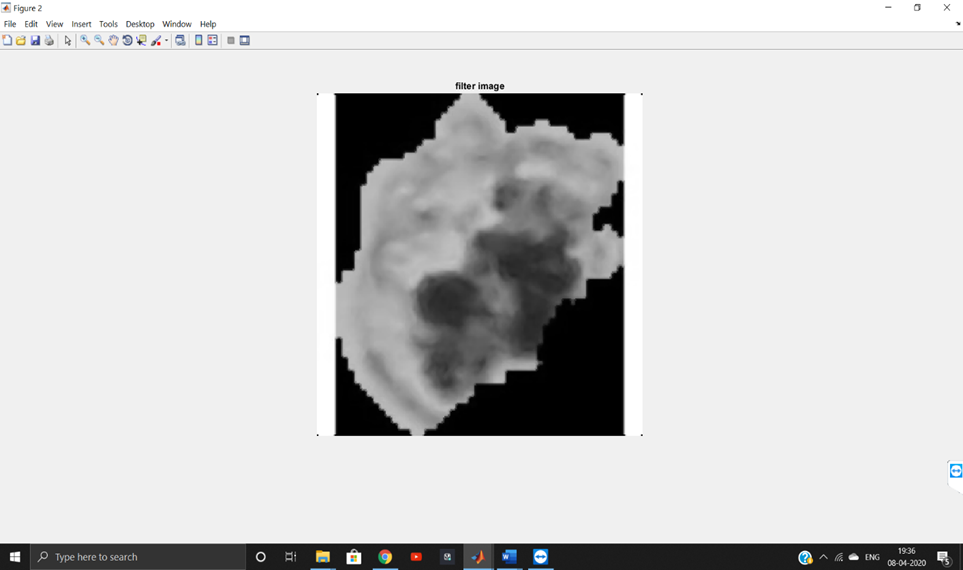 Figure 2
File Edit View Insert Tools Desktop Window Help
filter image
Type here to search
ENG
19:36
08-04-2020
5